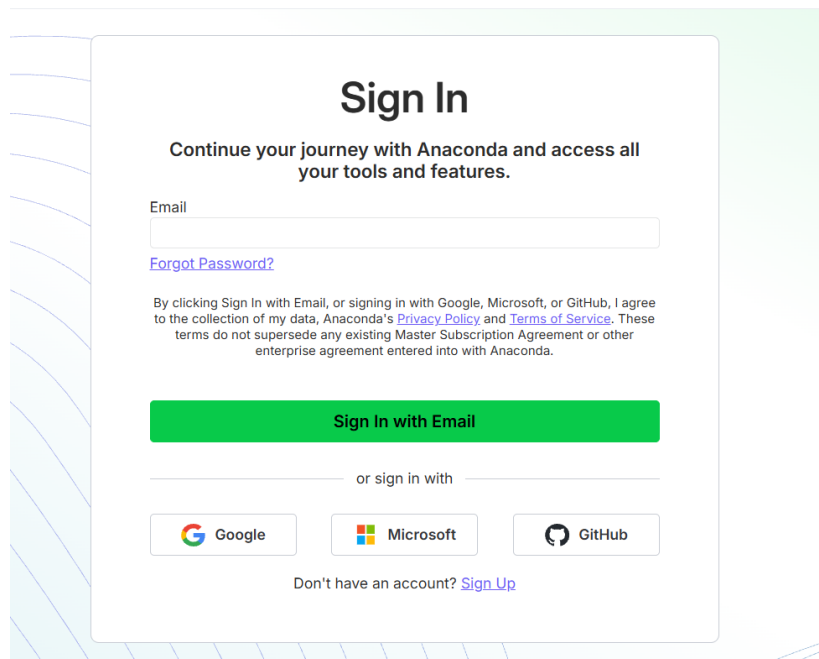 Sign In
Continue your journey with Anaconda and access all
your tools and features.
Email
Forgot Password?
By clicking Sign In with Email, or signing in with Google, Microsoft, or GitHub, I agree
to the collection of my data, Anaconda's Privacy Policy and Terms of Service. These
terms do not supersede any existing Master Subscription Agreement or other
enterprise agreement entered into with Anaconda.
Sign In with Email
or sign in with
Google
Microsoft
GitHub
Don't have an account? Sign Up